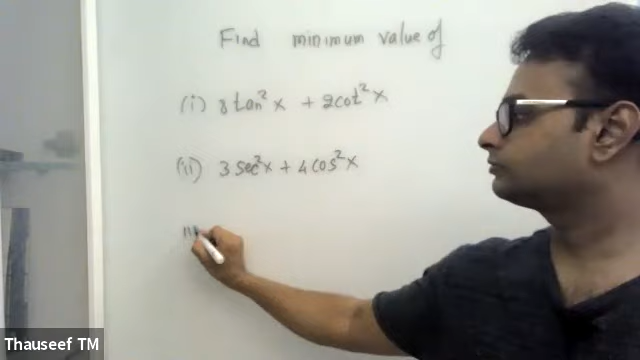 Find minimum value of
(i) 8 tan²x + 2cot²x
(ii) 3 sec²x + 4 cos²x
Thauseef TM